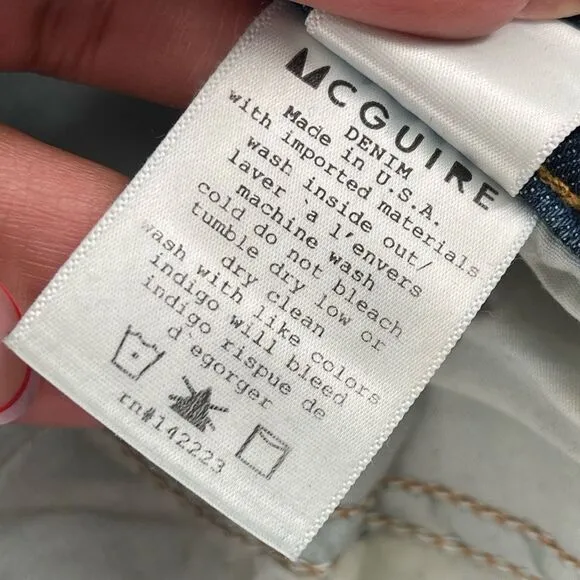 MCGUIRE
DENIM
Made in U.S.A.
with imported materials
wash inside out/
laver a l'envers
machine wash
cold do not bleach
tumble dry low or
dry clean
wash with like colors
indigo will bleed
indigo rispue de
d'egorger
rn#142223